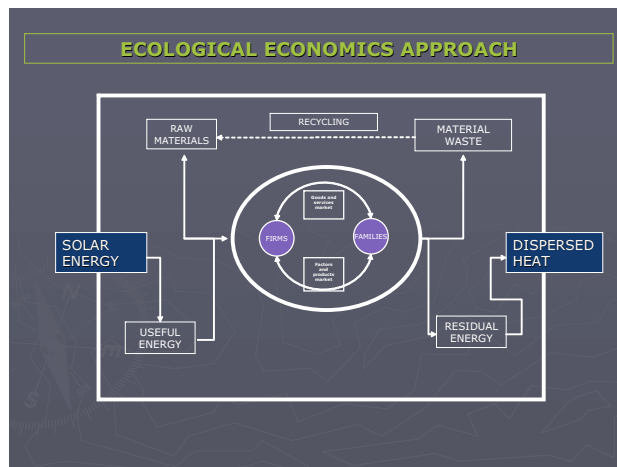 ECOLOGICAL ECONOMICS APPROACH
RECYCLING
RAW
MATERIALS
MATERIAL
WASTE
Goods and
services
market
FIRMS
FAMILIES
Factors
and
products
market
SOLAR
ENERGY
DISPERSED
HEAT
USEFUL
ENERGY
RESIDUAL
ENERGY
S